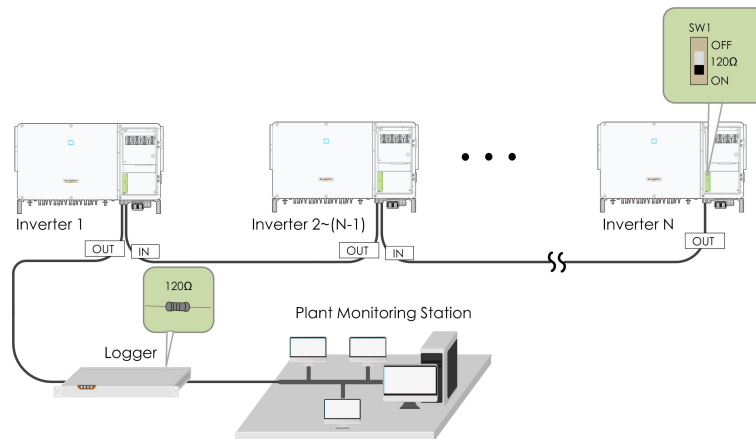 SW1
OFF
120Ω
ON
Inverter 1
Inverter 2~(N-1)
Inverter N
OUT
IN
OUT
IN
OUT
120Ω
Plant Monitoring Station
Logger